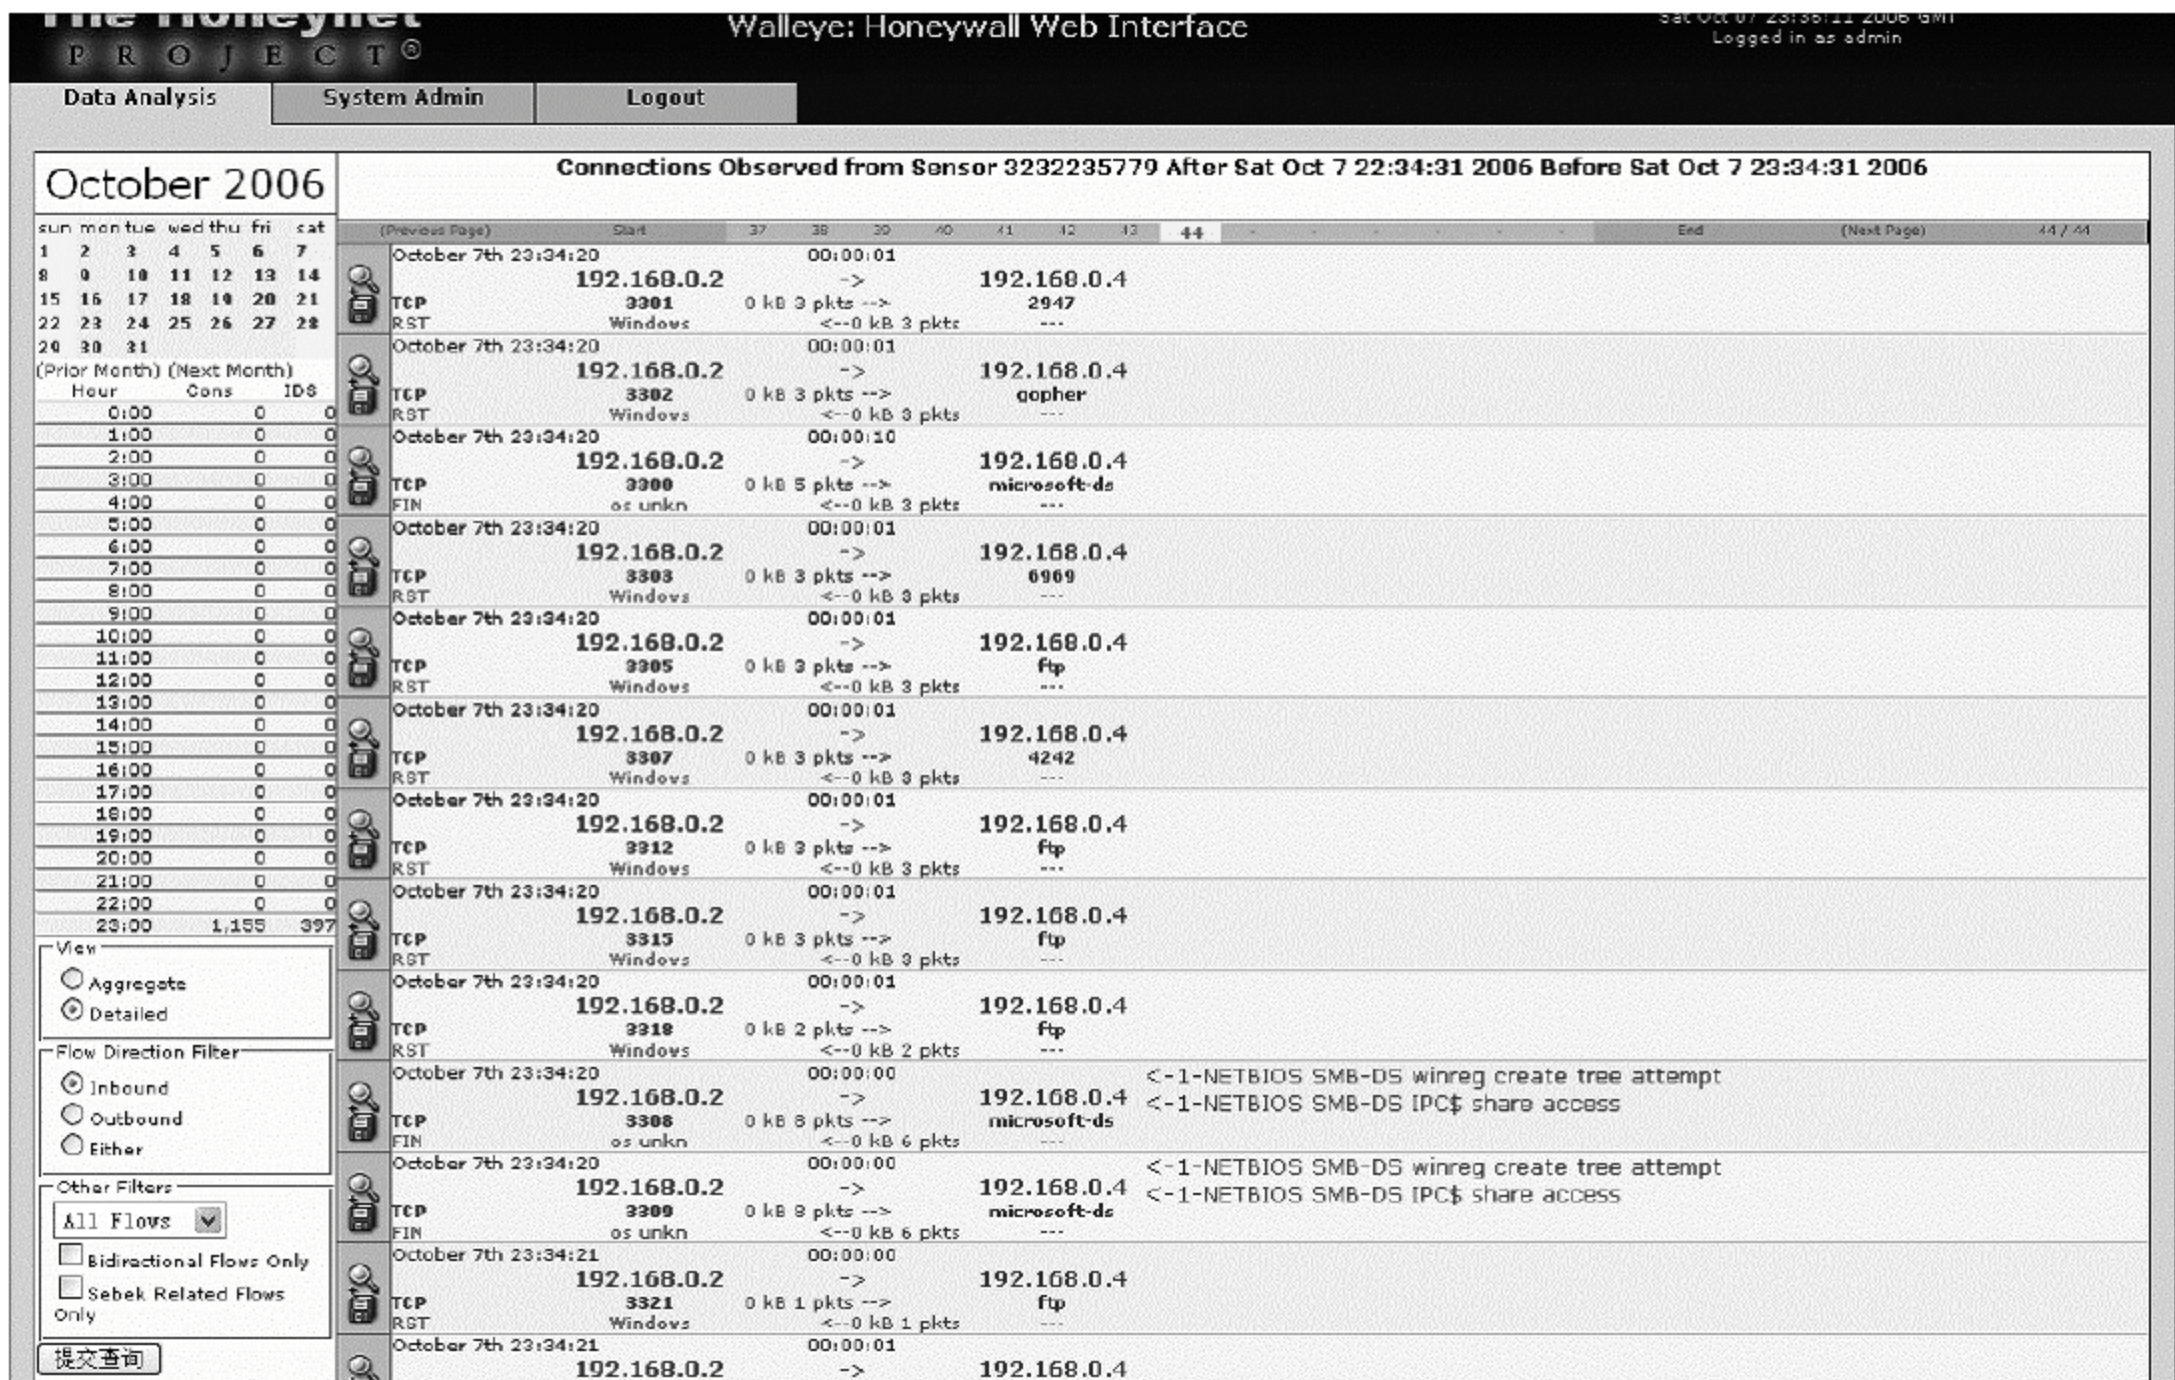 The Honeynet
PROJECT®
Walleye: Honeywall Web Interface
Sat Oct 07 23:36:11 2006 GMT
Logged in as admin
Data Analysis System Admin Logout
October 2006
sun mon tue wed thu fri sat
1 2 3 4 5 6 7
8 9 10 11 12 13 14
15 16 17 18 19 20 21
22 23 24 25 26 27 28
29 30 31
(Prior Month) (Next Month)
Hour Cons IDS
0:00 0 0
1:00 0 0
2:00 0 0
3:00 0 0
4:00 0 0
5:00 0 0
6:00 0 0
7:00 0 0
8:00 0 0
9:00 0 0
10:00 0 0
11:00 0 0
12:00 0 0
13:00 0 0
14:00 0 0
15:00 0 0
16:00 0 0
17:00 0 0
18:00 0 0
19:00 0 0
20:00 0 0
21:00 0 0
22:00 0 0
23:00 1,155 397
View
Aggregate
Detailed
Flow Direction Filter
Inbound
Outbound
Either
Other Filters
All Flows
Bidirectional Flows Only
Sebek Related Flows
Only
提交查询
Connections Observed from Sensor 3232235779 After Sat Oct 7 22:34:31 2006 Before Sat Oct 7 23:34:31 2006
(Previous Page) Start 37 38 39 40 41 42 43 44 - - - - - - End (Next Page) 44 / 44
October 7th 23:34:20 00:00:01
192.168.0.2 -> 192.168.0.4
TCP 3301 0 kB 3 pkts --> 2947
RST Windows <--0 kB 3 pkts ---
October 7th 23:34:20 00:00:01
192.168.0.2 -> 192.168.0.4
TCP 3302 0 kB 3 pkts --> gopher
RST Windows <--0 kB 3 pkts ---
October 7th 23:34:20 00:00:10
192.168.0.2 -> 192.168.0.4
TCP 3300 0 kB 5 pkts --> microsoft-ds
FIN os unkn <--0 kB 3 pkts ---
October 7th 23:34:20 00:00:01
192.168.0.2 -> 192.168.0.4
TCP 3303 0 kB 3 pkts --> 6969
RST Windows <--0 kB 3 pkts ---
October 7th 23:34:20 00:00:01
192.168.0.2 -> 192.168.0.4
TCP 3305 0 kB 3 pkts --> ftp
RST Windows <--0 kB 3 pkts ---
October 7th 23:34:20 00:00:01
192.168.0.2 -> 192.168.0.4
TCP 3307 0 kB 3 pkts --> 4242
RST Windows <--0 kB 3 pkts ---
October 7th 23:34:20 00:00:01
192.168.0.2 -> 192.168.0.4
TCP 3312 0 kB 3 pkts --> ftp
RST Windows <--0 kB 3 pkts ---
October 7th 23:34:20 00:00:01
192.168.0.2 -> 192.168.0.4
TCP 3315 0 kB 3 pkts --> ftp
RST Windows <--0 kB 3 pkts ---
October 7th 23:34:20 00:00:01
192.168.0.2 -> 192.168.0.4
TCP 3318 0 kB 2 pkts --> ftp
RST Windows <--0 kB 2 pkts ---
October 7th 23:34:20 00:00:00 <-1-NETBIOS SMB-DS winreg create tree attempt
192.168.0.2 -> 192.168.0.4 <-1-NETBIOS SMB-DS IPC$ share access
TCP 3308 0 kB 8 pkts --> microsoft-ds
FIN os unkn <--0 kB 6 pkts ---
October 7th 23:34:20 00:00:00 <-1-NETBIOS SMB-DS winreg create tree attempt
192.168.0.2 -> 192.168.0.4 <-1-NETBIOS SMB-DS IPC$ share access
TCP 3309 0 kB 8 pkts --> microsoft-ds
FIN os unkn <--0 kB 6 pkts ---
October 7th 23:34:21 00:00:00
192.168.0.2 -> 192.168.0.4
TCP 3321 0 kB 1 pkts --> ftp
RST Windows <--0 kB 1 pkts ---
October 7th 23:34:21 00:00:01
192.168.0.2 -> 192.168.0.4